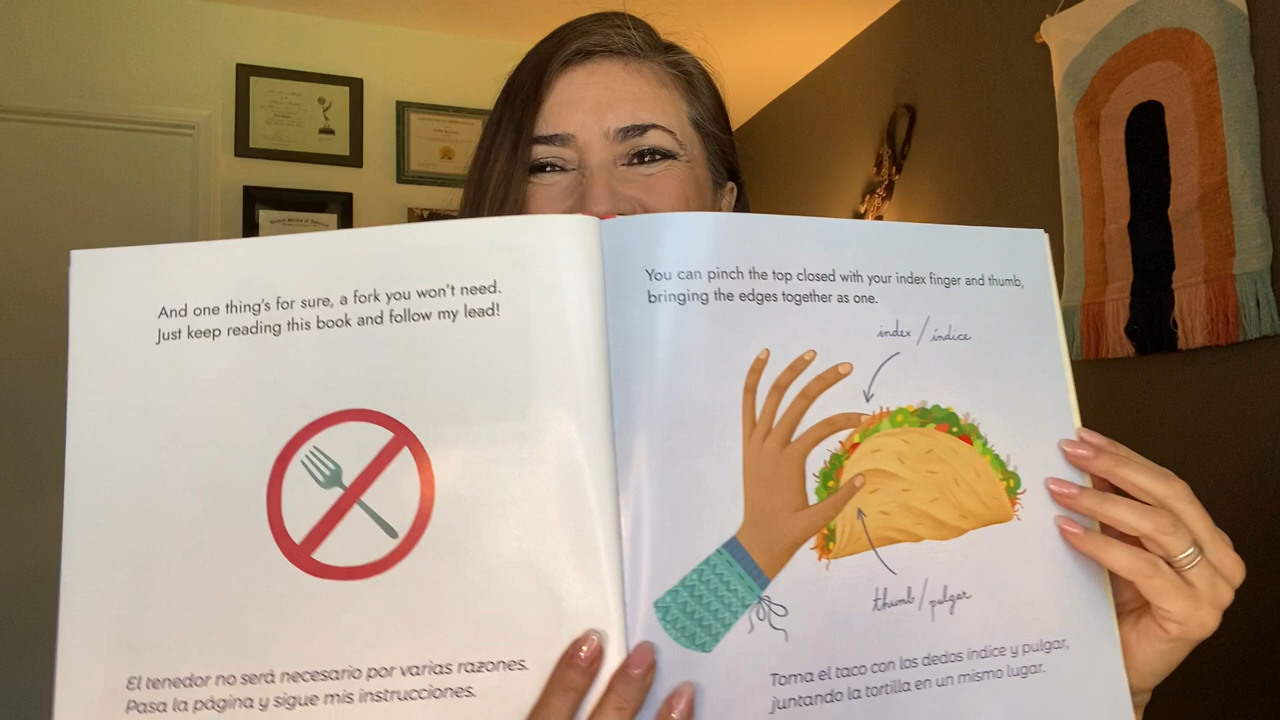 And one thing's for sure, a fork you won't need.
Just keep reading this book and follow my lead!
El tenedor no será necesario por varias razones.
Pasa la página y sigue mis instrucciones.
You can pinch the top closed with your index finger and thumb,
bringing the edges together as one.
index / índice
thumb / pulgar
Toma el taco con los dedos índice y pulgar,
juntando la tortilla en un mismo lugar.